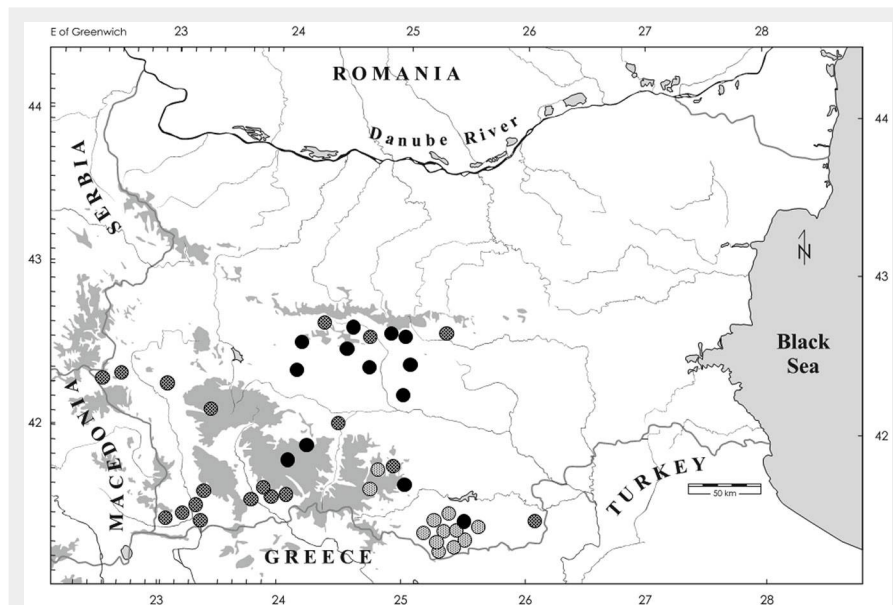 E of Greenwich 23 24 25 26 27 28
ROMANIA
44 44
Danube River
SERBIA
43 43
N
Black
Sea
42 42
MACEDONIA
TURKEY
50 km
GREECE
23 24 25 26 27 28